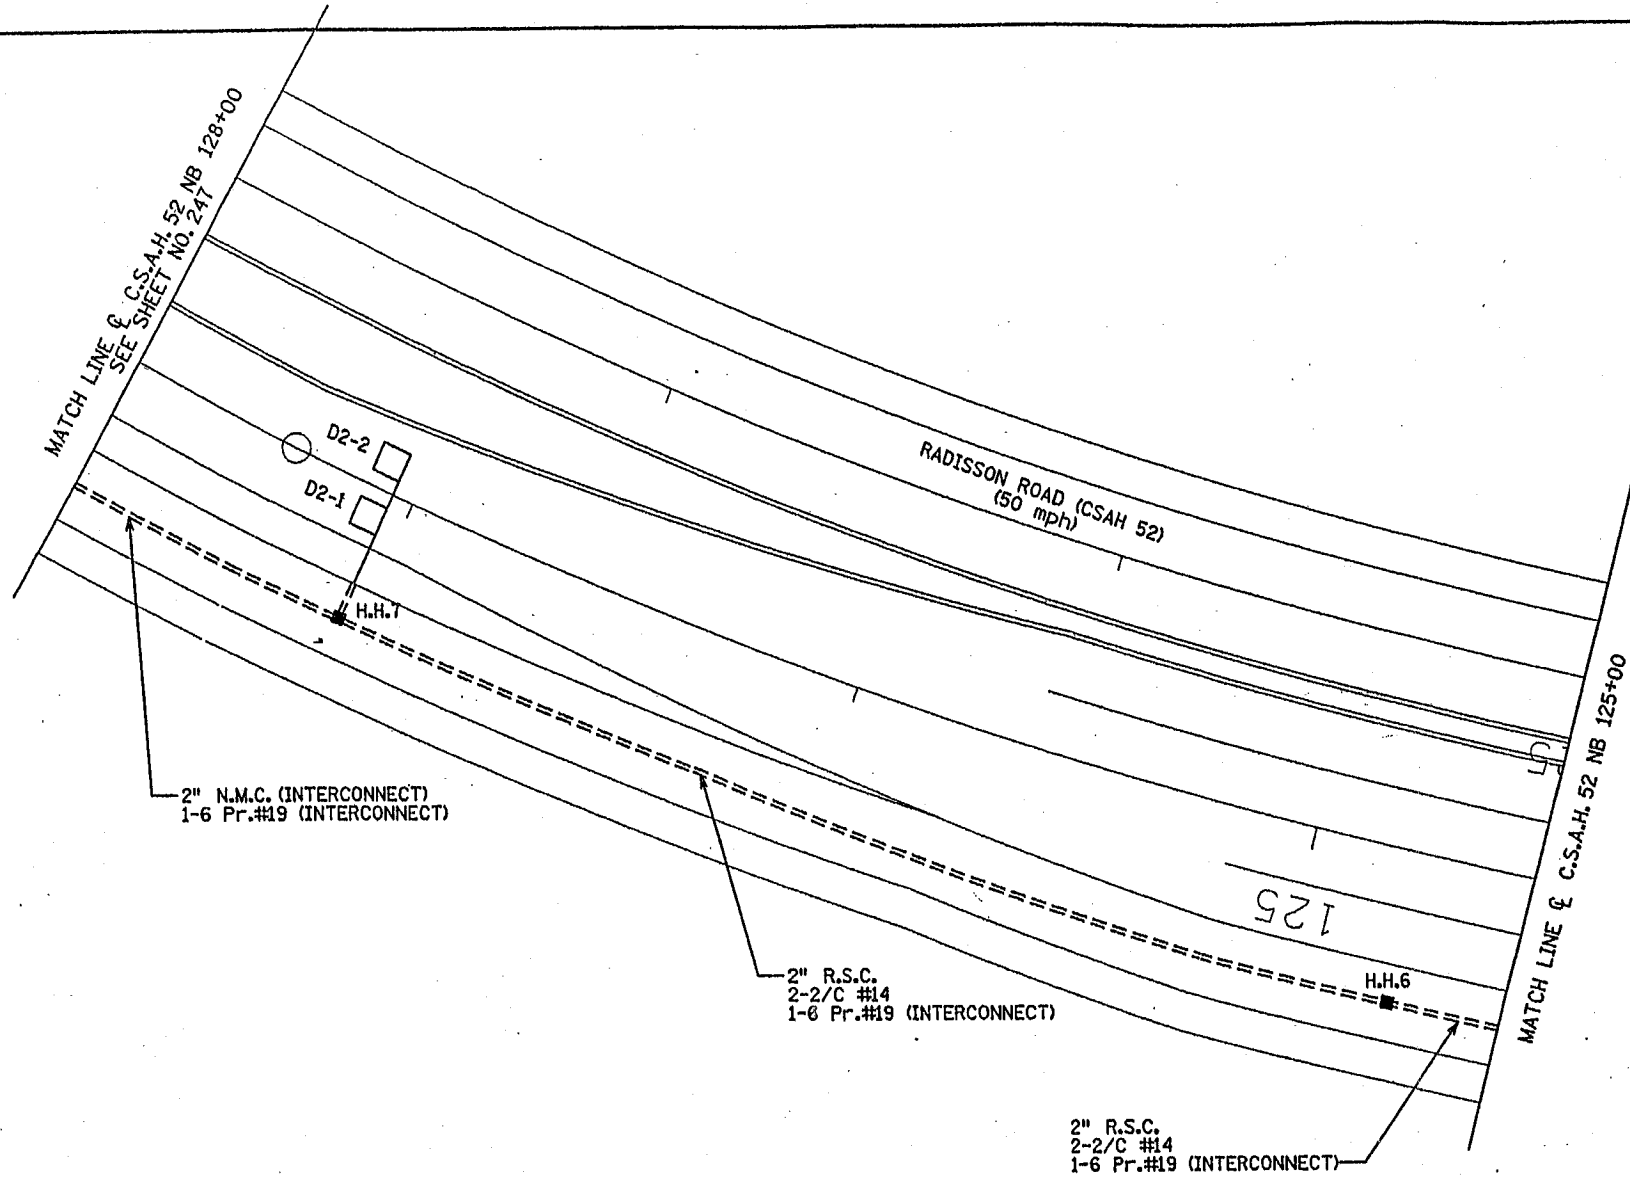 MATCH LINE ℄ C.S.A.H. 52 NB 128+00
SEE SHEET NO. 247
D2-2
D2-1
H.H.7
RADISSON ROAD (CSAH 52)
(50 mph)
2" N.M.C. (INTERCONNECT)
1-6 Pr.#19 (INTERCONNECT)
2" R.S.C.
2-2/C #14
1-6 Pr.#19 (INTERCONNECT)
125
H.H.6
MATCH LINE ℄ C.S.A.H. 52 NB 125+00
2" R.S.C.
2-2/C #14
1-6 Pr.#19 (INTERCONNECT)